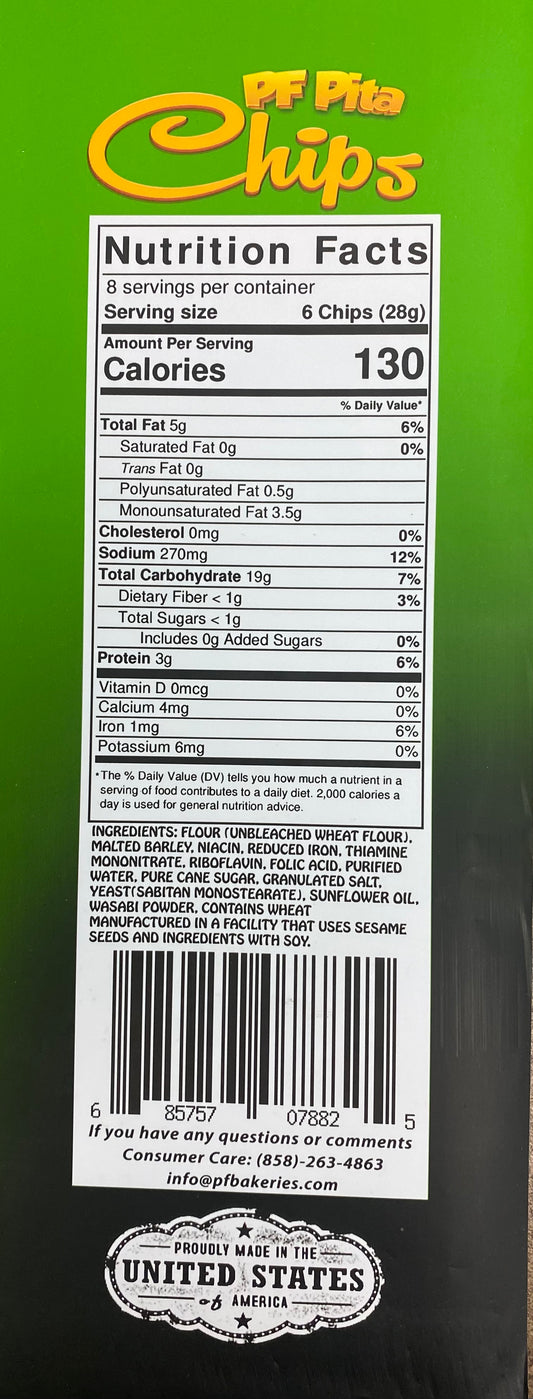 PF Pita
Chips
Nutrition Facts
8 servings per container
Serving size 6 Chips (28g)
Amount Per Serving
Calories 130
% Daily Value*
Total Fat 5g 6%
Saturated Fat 0g 0%
Trans Fat 0g
Polyunsaturated Fat 0.5g
Monounsaturated Fat 3.5g
Cholesterol 0mg 0%
Sodium 270mg 12%
Total Carbohydrate 19g 7%
Dietary Fiber < 1g 3%
Total Sugars < 1g
Includes 0g Added Sugars 0%
Protein 3g 6%
Vitamin D 0mcg 0%
Calcium 4mg 0%
Iron 1mg 6%
Potassium 6mg 0%
*The % Daily Value (DV) tells you how much a nutrient in a
serving of food contributes to a daily diet. 2,000 calories a
day is used for general nutrition advice.
INGREDIENTS: FLOUR (UNBLEACHED WHEAT FLOUR),
MALTED BARLEY, NIACIN, REDUCED IRON, THIAMINE
MONONITRATE, RIBOFLAVIN, FOLIC ACID, PURIFIED
WATER, PURE CANE SUGAR, GRANULATED SALT,
YEAST(SABITAN MONOSTEARATE), SUNFLOWER OIL,
WASABI POWDER, CONTAINS WHEAT
MANUFACTURED IN A FACILITY THAT USES SESAME
SEEDS AND INGREDIENTS WITH SOY.
6 85757 07882 5
If you have any questions or comments
Consumer Care: (858)-263-4863
info@pfbakeries.com
PROUDLY MADE IN THE
UNITED STATES
of AMERICA